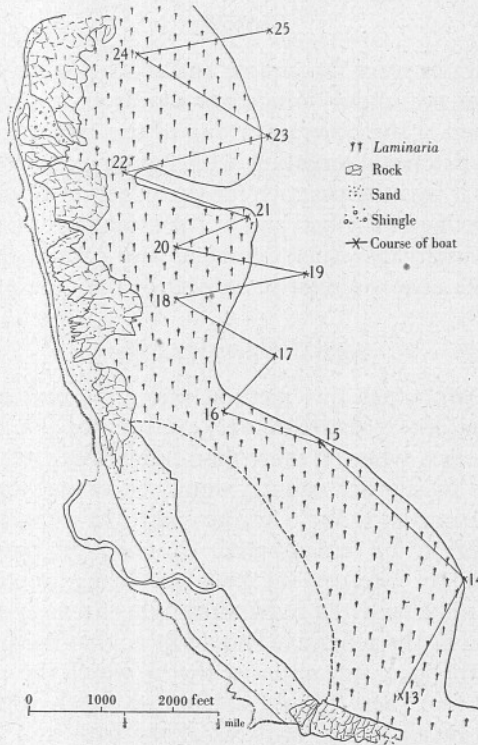 25
24
23
22
21
20
19
18
17
16
15
14
13
Laminaria
Rock
Sand
Shingle
Course of boat
0 1000 2000 feet
¼ ½ mile